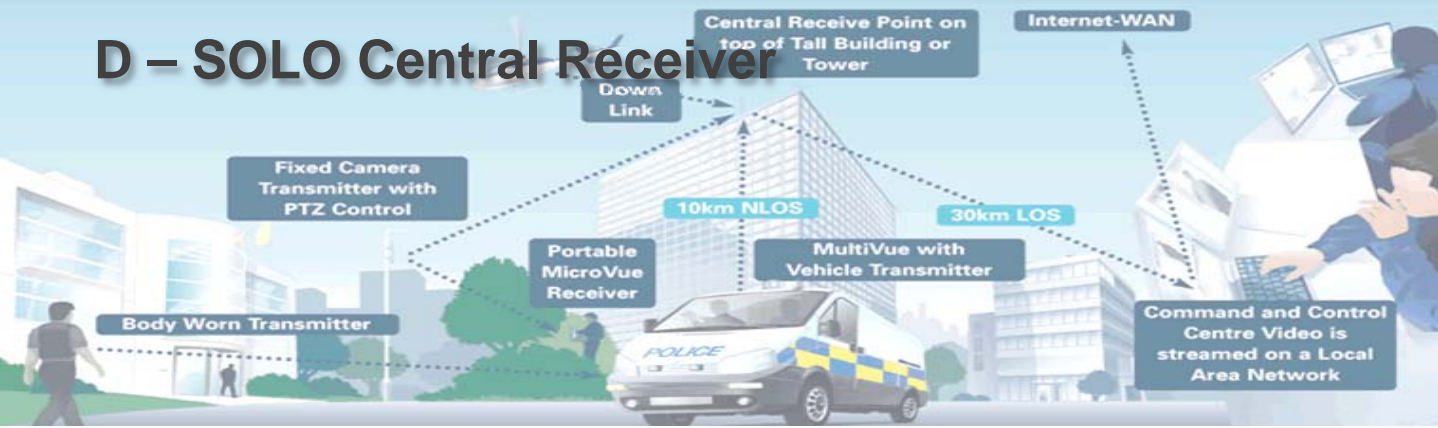 D – SOLO Central Receiver
Central Receive Point on
top of Tall Building or
Tower
Internet-WAN
Down
Link
Fixed Camera
Transmitter with
PTZ Control
10km NLOS
30km LOS
Portable
MicroVue
Receiver
MultiVue with
Vehicle Transmitter
Body Worn Transmitter
POLICE
Command and Control
Centre Video is
streamed on a Local
Area Network